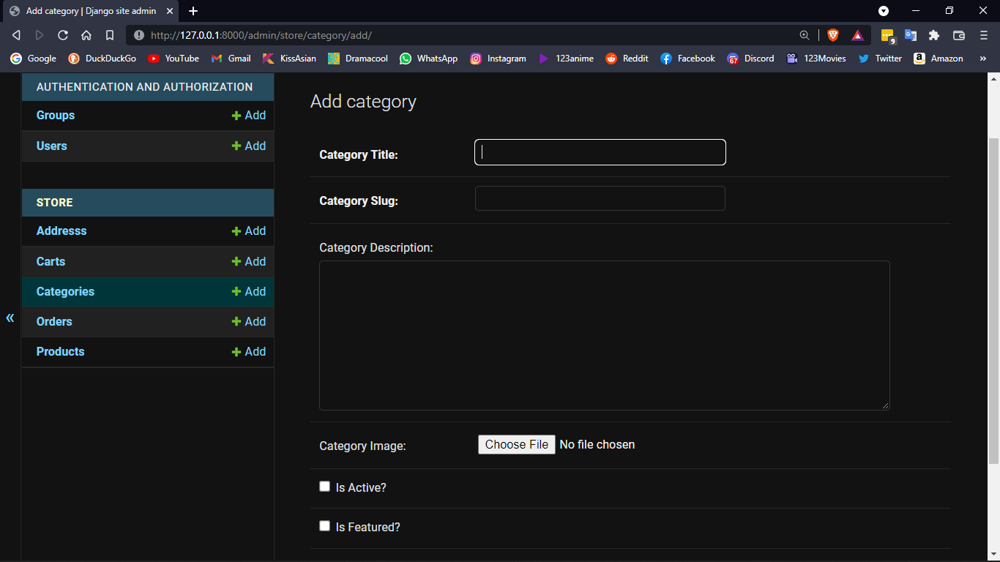 Add category | Django site admin
http://127.0.0.1:8000/admin/store/category/add/
9
Google DuckDuckGo YouTube Gmail KissAsian Dramacool WhatsApp Instagram 123anime Reddit Facebook 67 Discord 123Movies Twitter a Amazon »
AUTHENTICATION AND AUTHORIZATION
Groups + Add
Users + Add
STORE
Addresss + Add
Carts + Add
Categories + Add
Orders + Add
Products + Add
«
Add category
Category Title:
Category Slug:
Category Description:
Category Image: Choose File No file chosen
Is Active?
Is Featured?